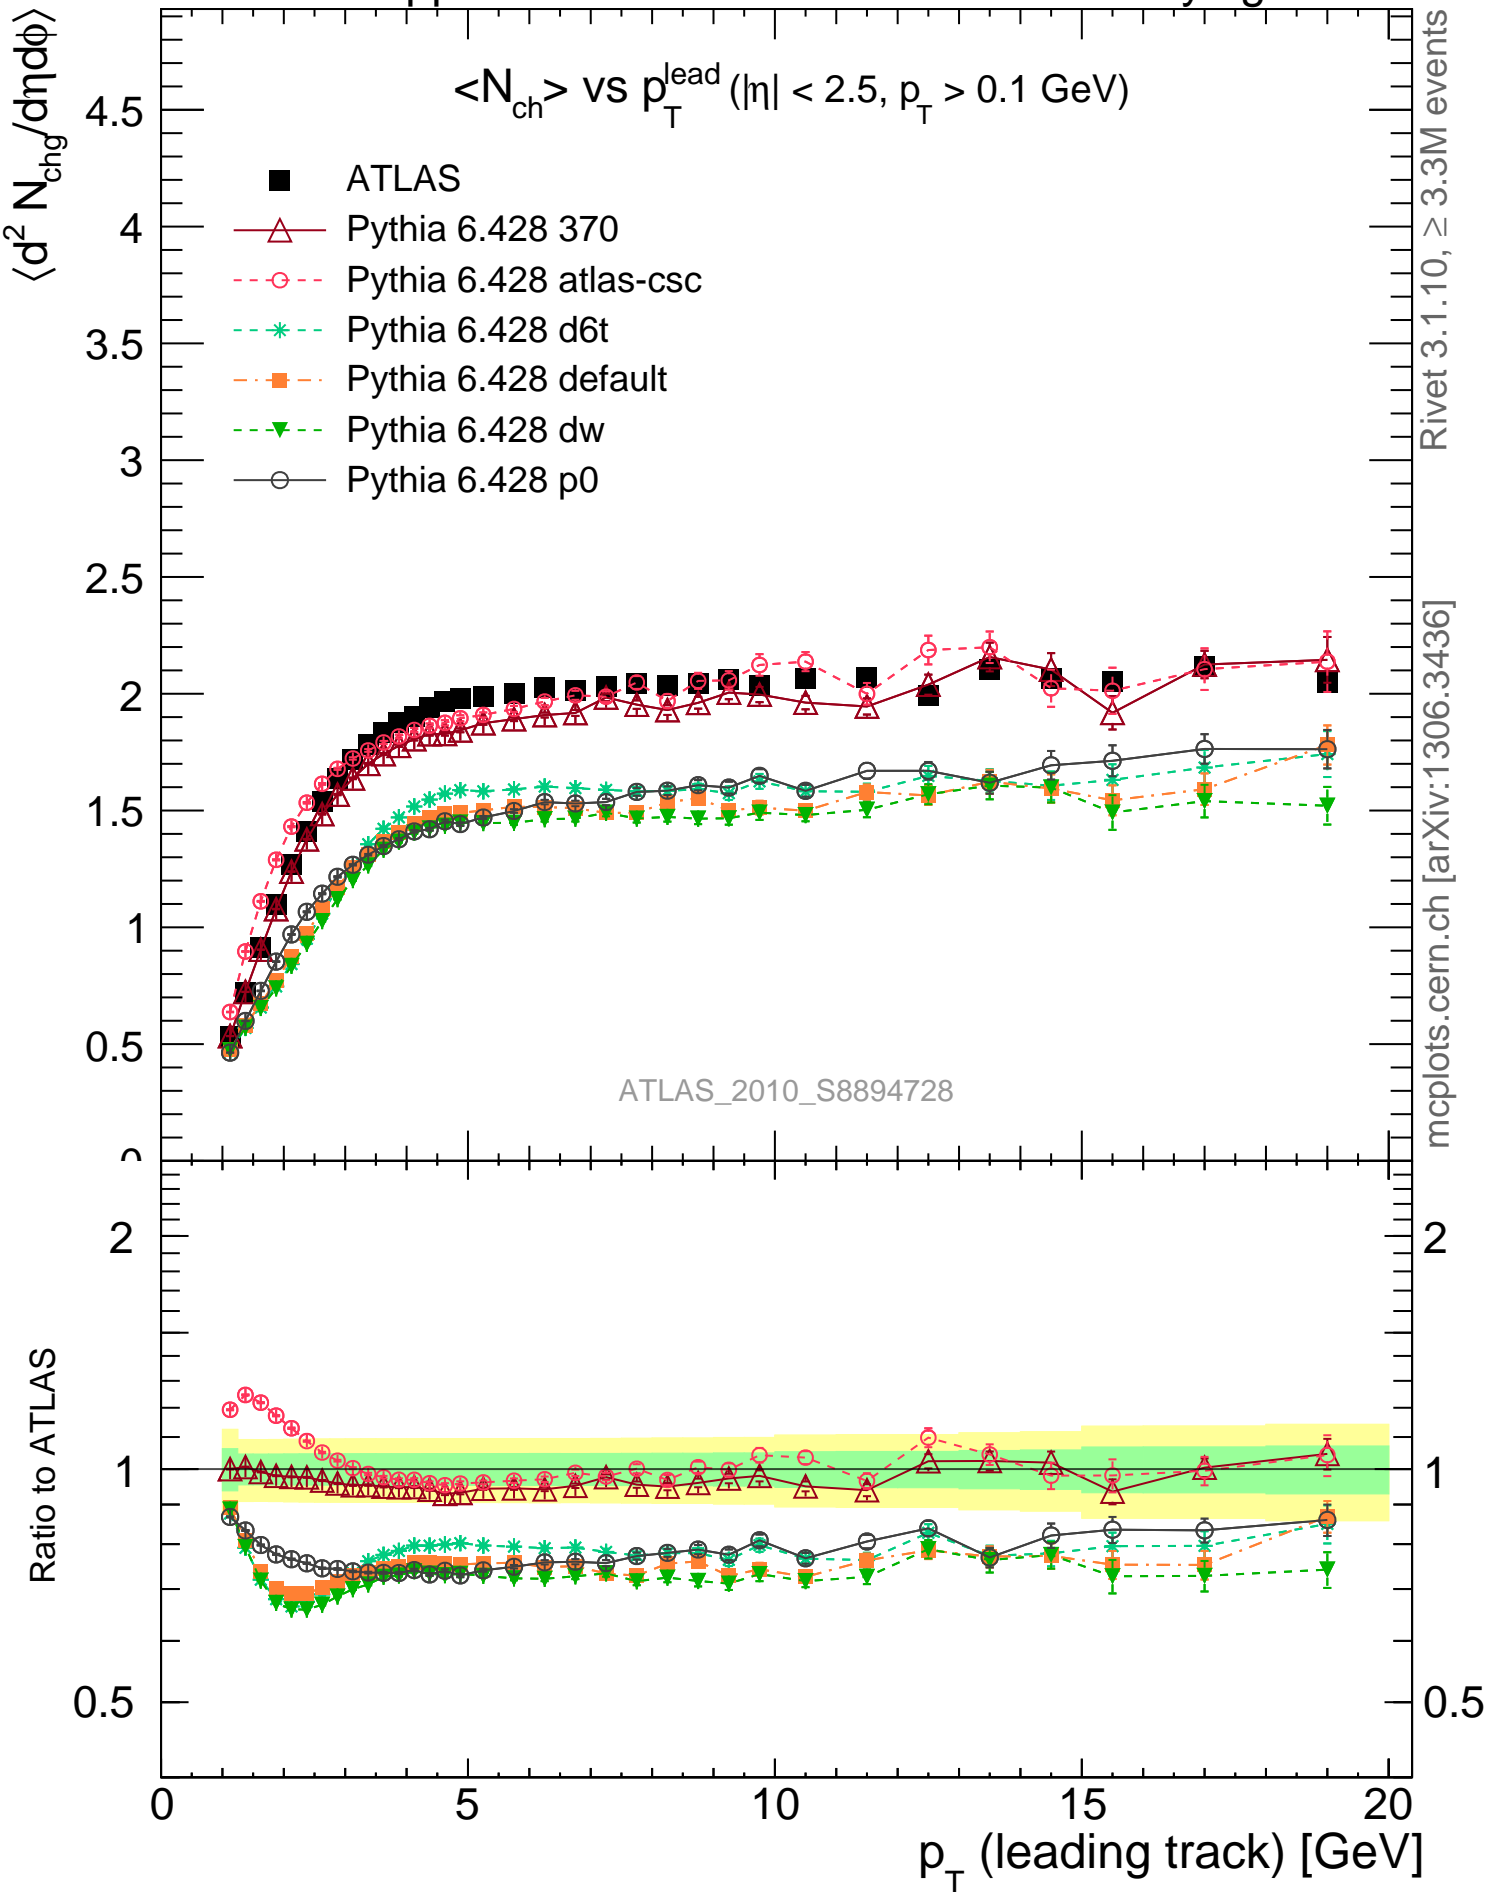 <N_ch> vs p_T^lead (|η| < 2.5, p_T > 0.1 GeV)
⟨d² N_chg/dηdϕ⟩
ATLAS
Pythia 6.428 370
Pythia 6.428 atlas-csc
Pythia 6.428 d6t
Pythia 6.428 default
Pythia 6.428 dw
Pythia 6.428 p0
4.5
4
3.5
3
2.5
2
1.5
1
0.5
0
ATLAS_2010_S8894728
Rivet 3.1.10, ≥ 3.3M events
mcplots.cern.ch [arXiv:1306.3436]
Ratio to ATLAS
2
1
0.5
2
1
0.5
0 5 10 15 20
p_T (leading track) [GeV]